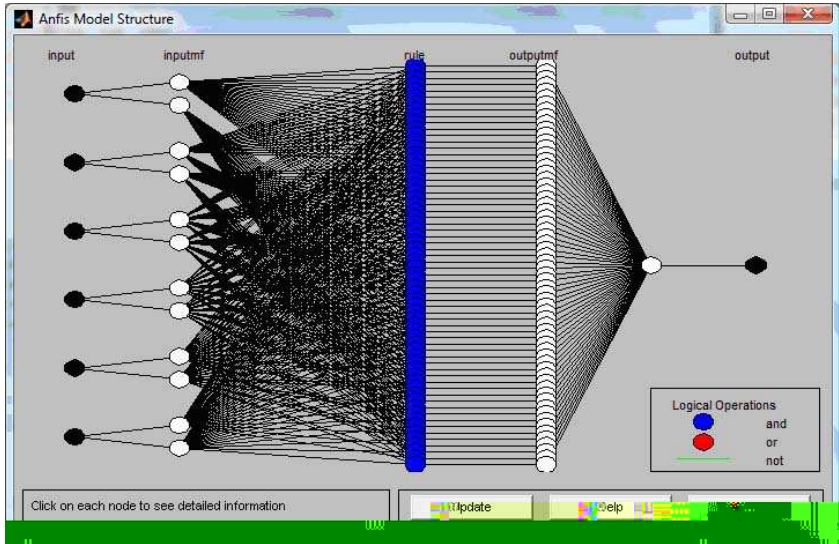 Anfis Model Structure
input inputmf rule outputmf output
Logical Operations
and
or
not
Click on each node to see detailed information